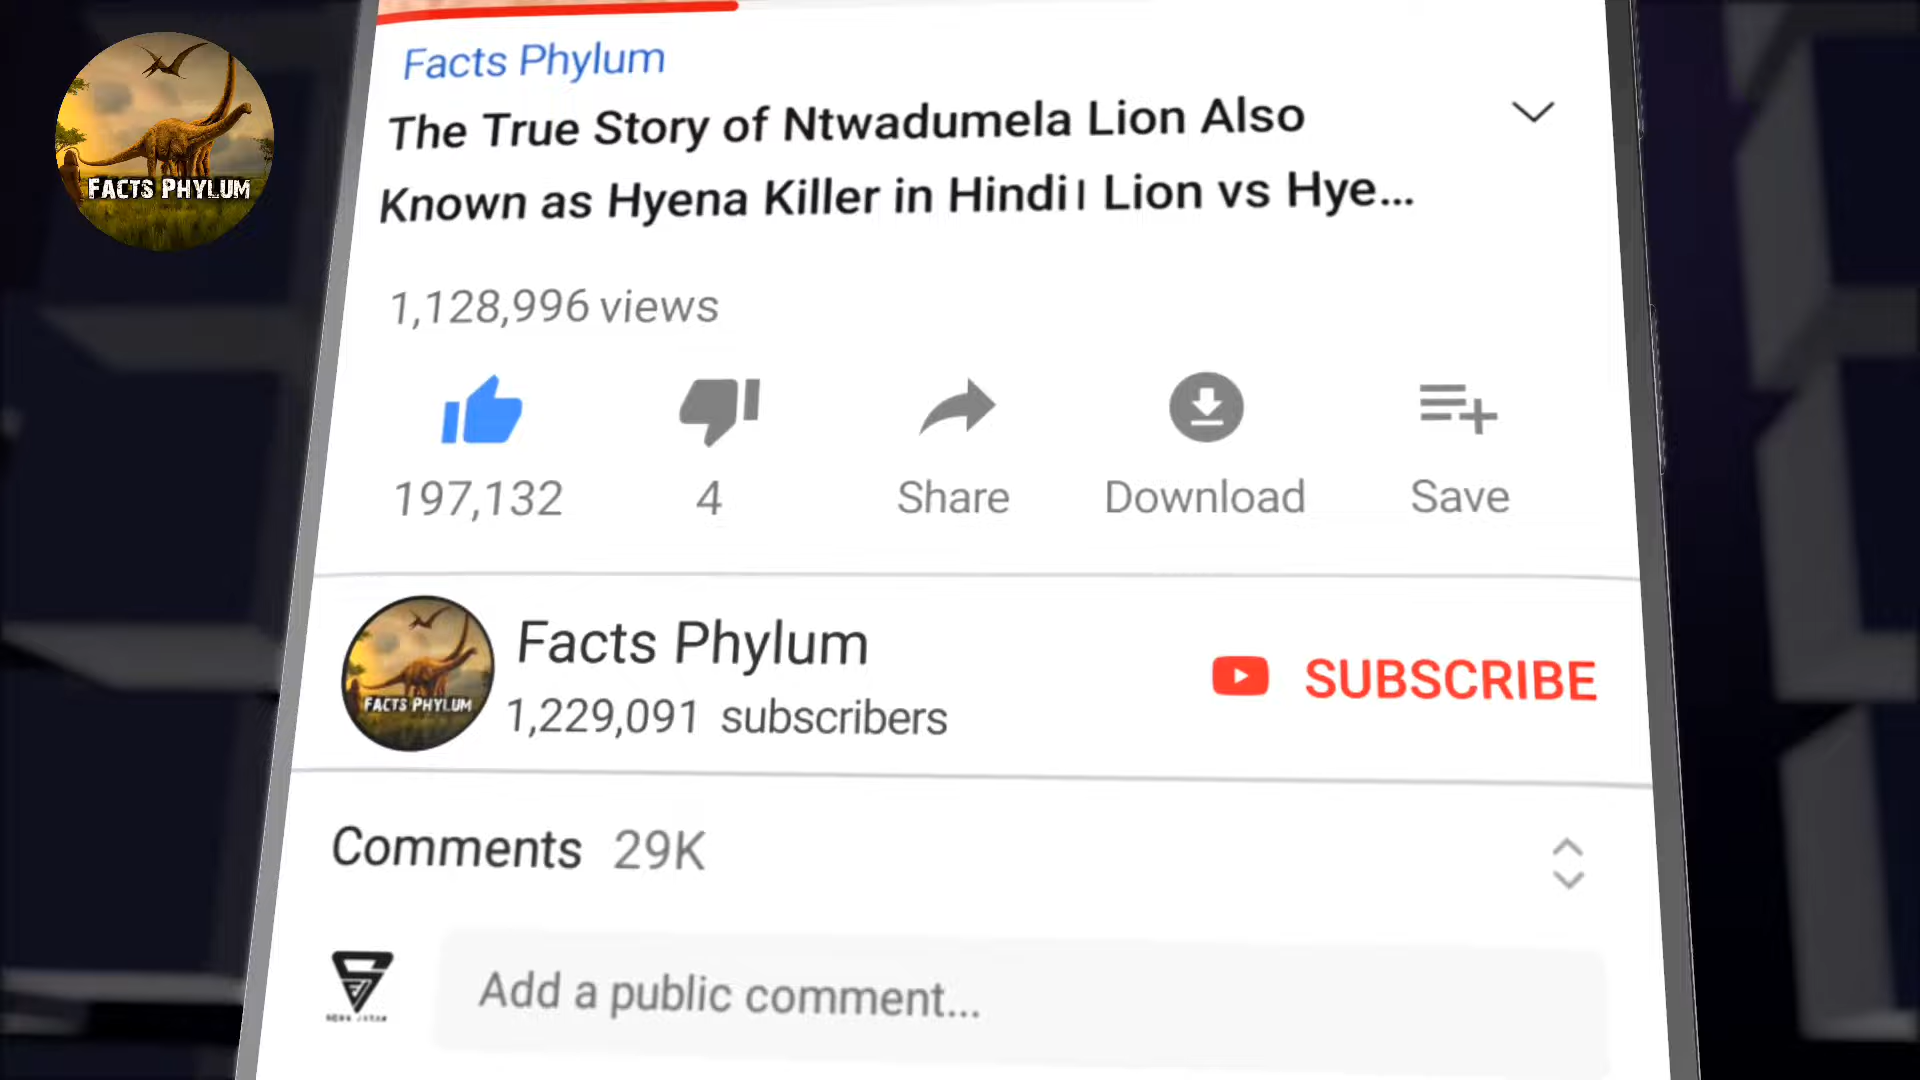 FACTS PHYLUM
Facts Phylum
The True Story of Ntwadumela Lion Also
Known as Hyena Killer in Hindi। Lion vs Hye...
1,128,996 views
197,132
4
Share
Download
Save
FACTS PHYLUM
Facts Phylum
1,229,091 subscribers
SUBSCRIBE
Comments 29K
Add a public comment...